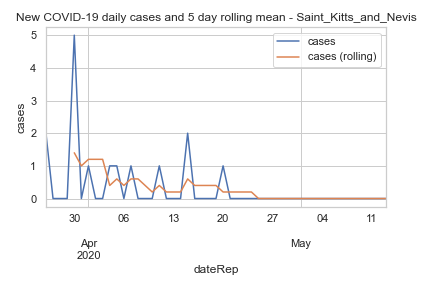 New COVID-19 daily cases and 5 day rolling mean - Saint_Kitts_and_Nevis
cases
cases (rolling)
cases
5
4
3
2
1
0
30 06 13 20 27 04 11
Apr May
2020
dateRep